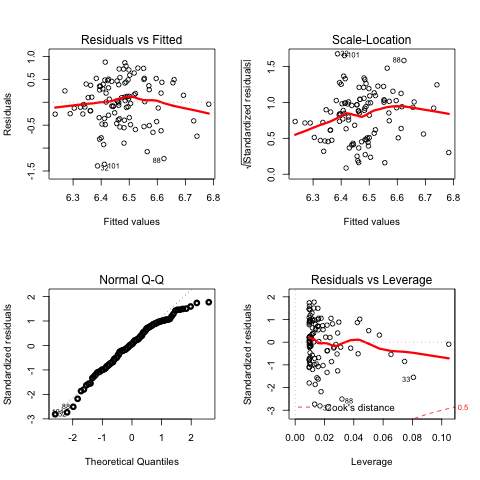 Residuals vs Fitted
Residuals
1.0
0.5
-0.5
-1.5
32
101
88
6.3 6.4 6.5 6.6 6.7 6.8
Fitted values
Scale-Location
√|Standardized residuals|
1.5
1.0
0.5
0.0
101
88
6.3 6.4 6.5 6.6 6.7 6.8
Fitted values
Normal Q-Q
Standardized residuals
2
1
0
-1
-2
-3
88
-2 -1 0 1 2
Theoretical Quantiles
Residuals vs Leverage
Standardized residuals
2
1
0
-1
-2
-3
33
88
Cook's distance
0.5
0.00 0.02 0.04 0.06 0.08 0.10
Leverage